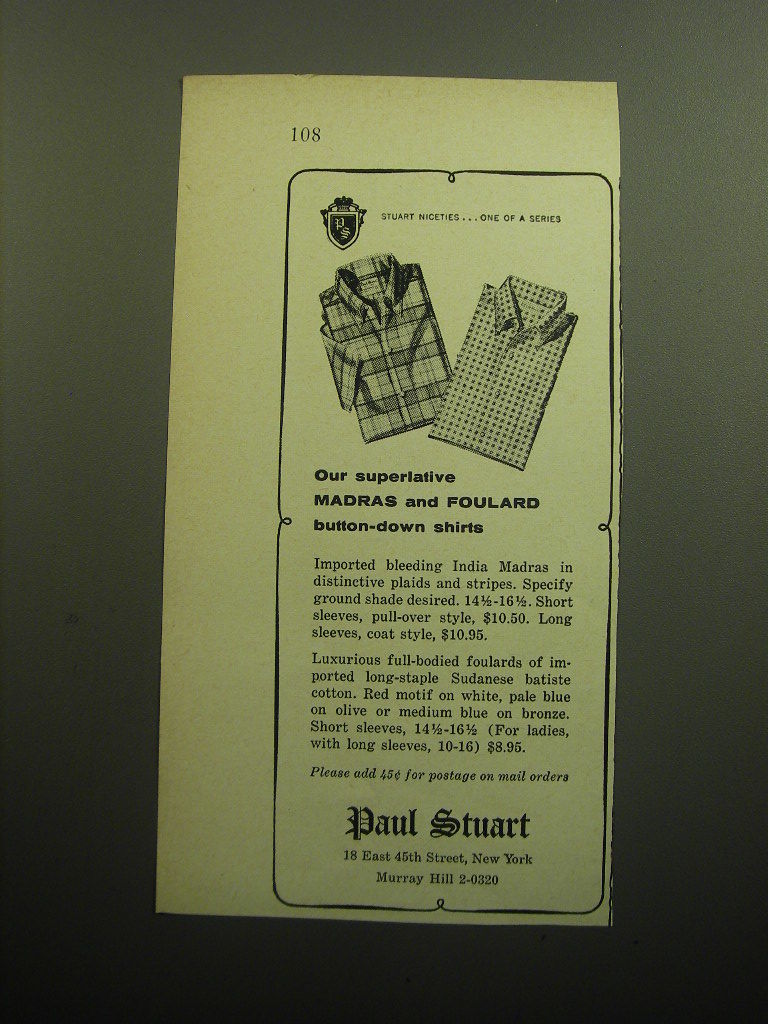 108
PS
STUART NICETIES...ONE OF A SERIES
Our superlative
MADRAS and FOULARD
button-down shirts
Imported bleeding India Madras in
distinctive plaids and stripes. Specify
ground shade desired. 14½-16½. Short
sleeves, pull-over style, $10.50. Long
sleeves, coat style, $10.95.
Luxurious full-bodied foulards of im-
ported long-staple Sudanese batiste
cotton. Red motif on white, pale blue
on olive or medium blue on bronze.
Short sleeves, 14½-16½ (For ladies,
with long sleeves, 10-16) $8.95.
Please add 45¢ for postage on mail orders
Paul Stuart
18 East 45th Street, New York
Murray Hill 2-0320